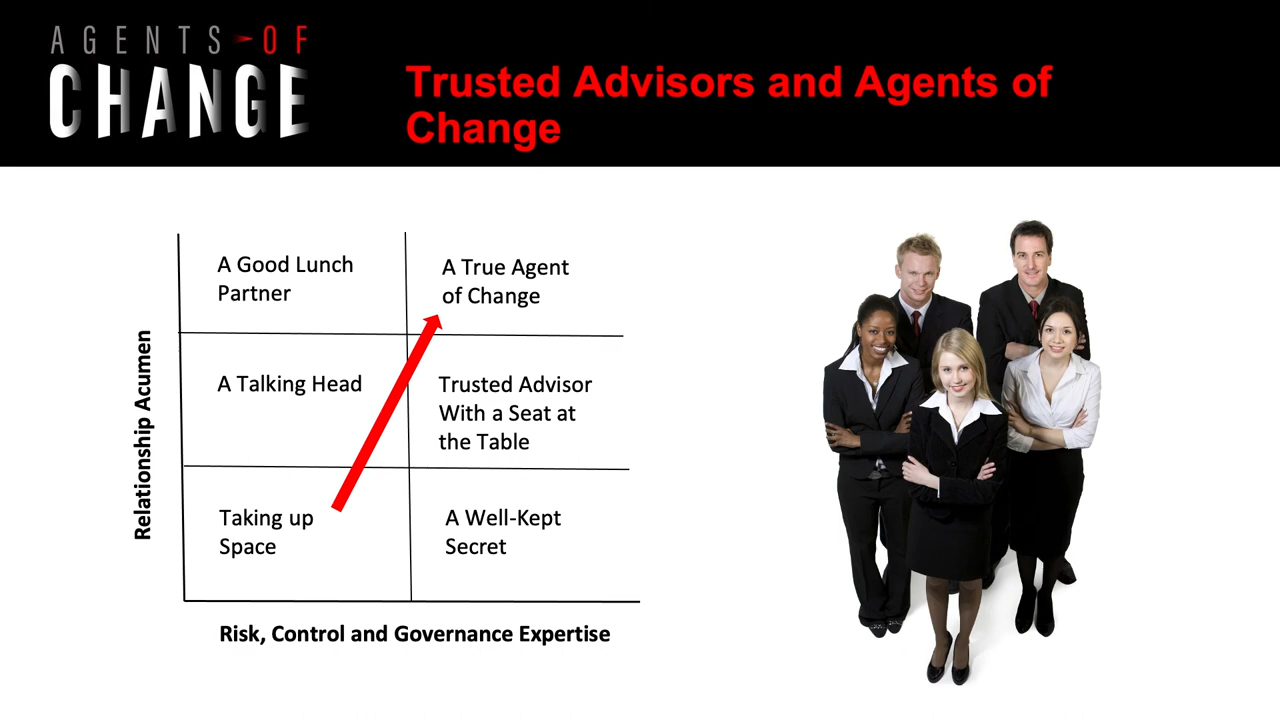 AGENTS OF
CHANGE
Trusted Advisors and Agents of
Change
A Good Lunch
Partner
A True Agent
of Change
A Talking Head
Trusted Advisor
With a Seat at
the Table
Taking up
Space
A Well-Kept
Secret
Relationship Acumen
Risk, Control and Governance Expertise